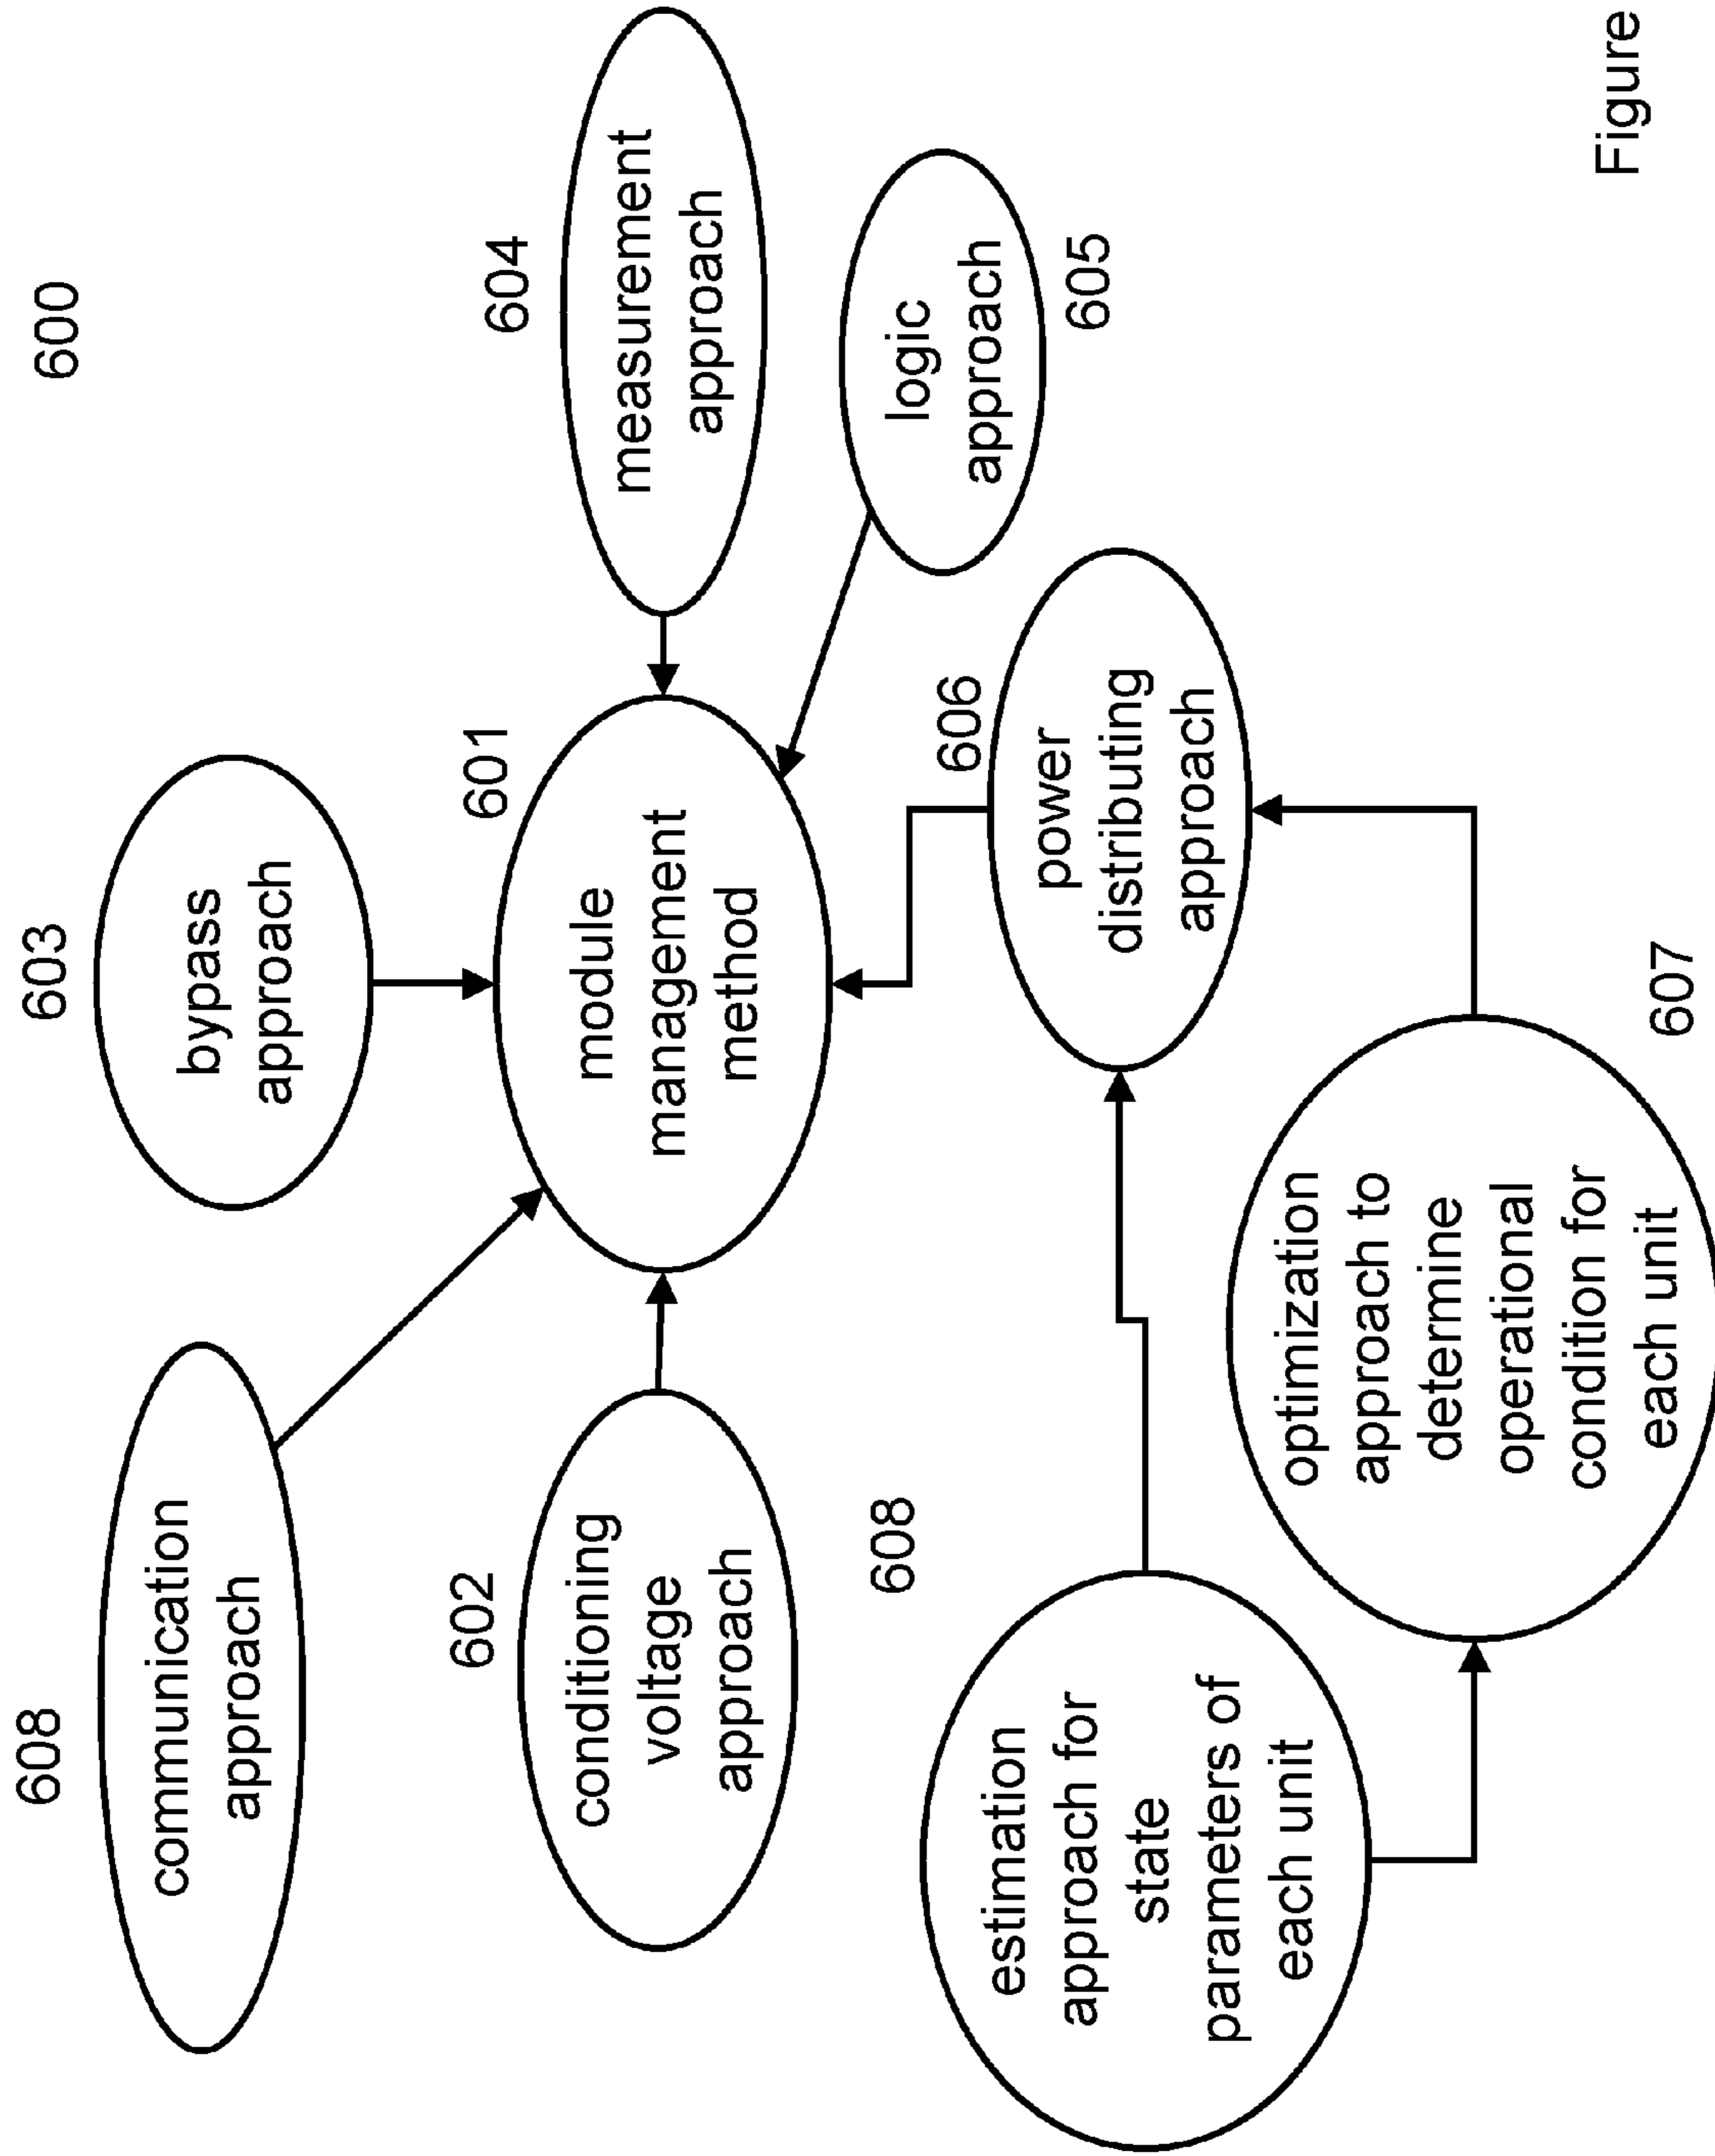 600
608
communication
approach
603
bypass
approach
602
conditioning
voltage
approach
601
module
management
method
604
measurement
approach
logic
approach
605
608
estimation
approach for
state
parameters of
each unit
606
power
distributing
approach
optimization
approach to
determine
operational
condition for
each unit
607
Figure